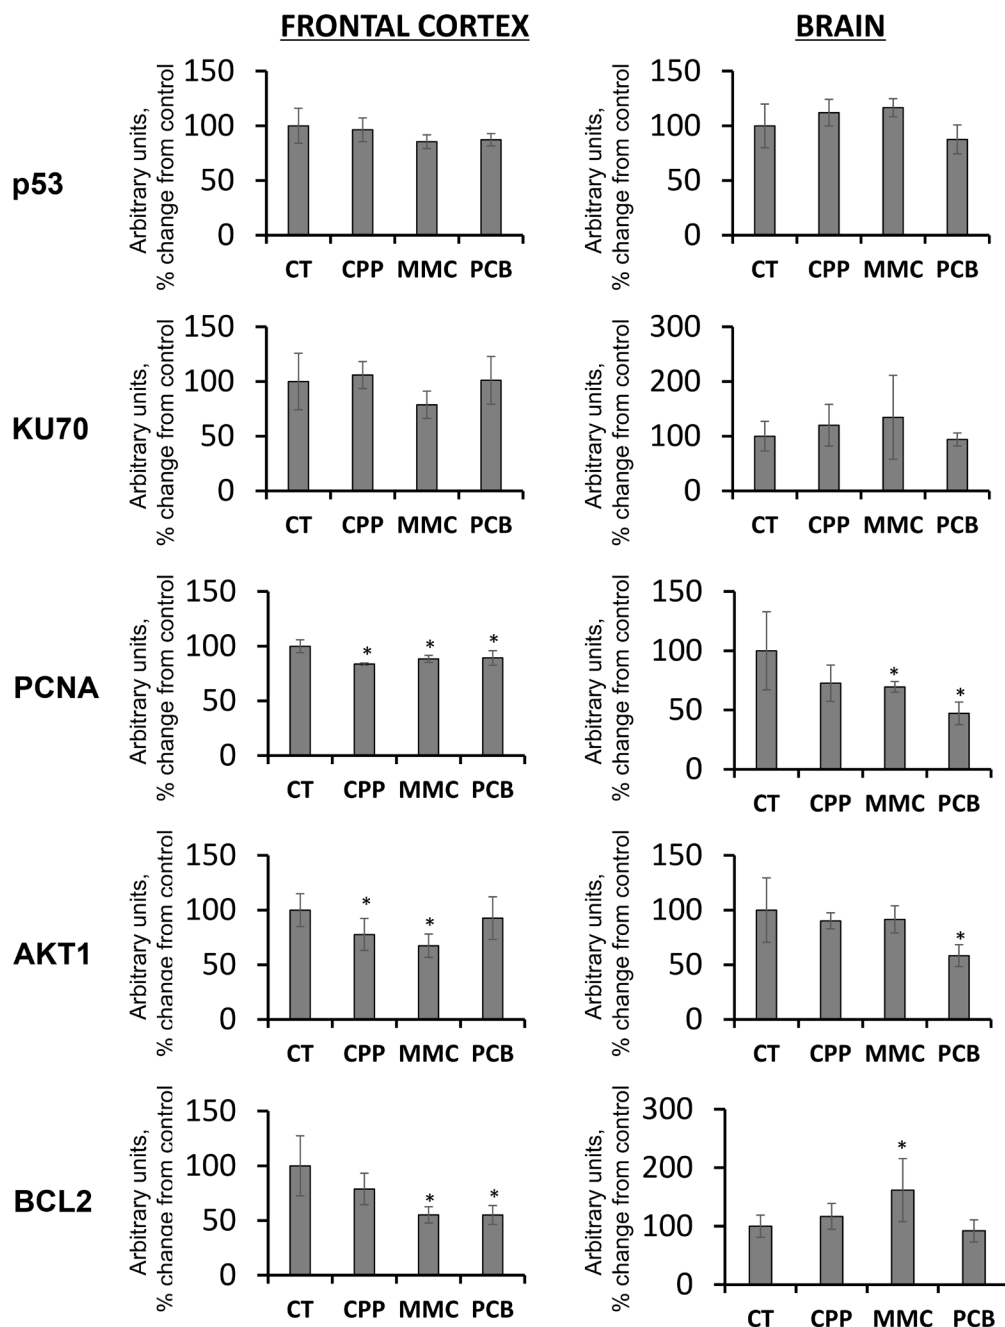 FRONTAL CORTEX
BRAIN
p53
Arbitrary units,
% change from control
150
100
50
0
CT CPP MMC PCB
Arbitrary units,
% change from control
150
100
50
0
CT CPP MMC PCB
KU70
Arbitrary units,
% change from control
150
100
50
0
CT CPP MMC PCB
Arbitrary units,
% change from control
300
200
100
0
CT CPP MMC PCB
PCNA
Arbitrary units,
% change from control
150
100
50
0
* * *
CT CPP MMC PCB
Arbitrary units,
% change from control
150
100
50
0
* *
CT CPP MMC PCB
AKT1
Arbitrary units,
% change from control
150
100
50
0
* *
CT CPP MMC PCB
Arbitrary units,
% change from control
150
100
50
0
*
CT CPP MMC PCB
BCL2
Arbitrary units,
% change from control
150
100
50
0
* *
CT CPP MMC PCB
Arbitrary units,
% change from control
300
200
100
0
*
CT CPP MMC PCB